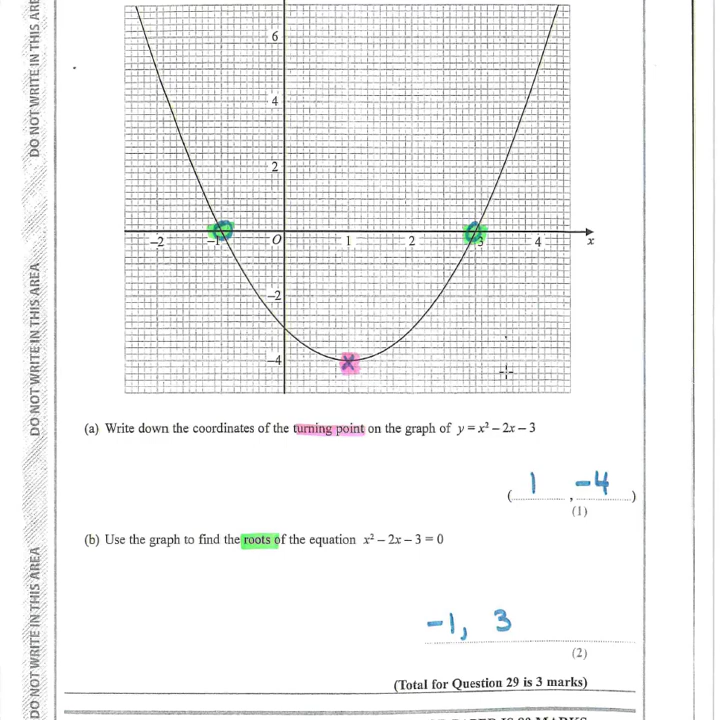 DO NOT WRITE IN THIS AREA
6
4
2
-2 -1 O 1 2 3 4 x
-2
-4
(a) Write down the coordinates of the turning point on the graph of y = x² – 2x – 3
( 1 , -4 )
(1)
DO NOT WRITE IN THIS AREA
(b) Use the graph to find the roots of the equation x² – 2x – 3 = 0
-1, 3
(2)
DO NOT WRITE IN THIS AREA
(Total for Question 29 is 3 marks)